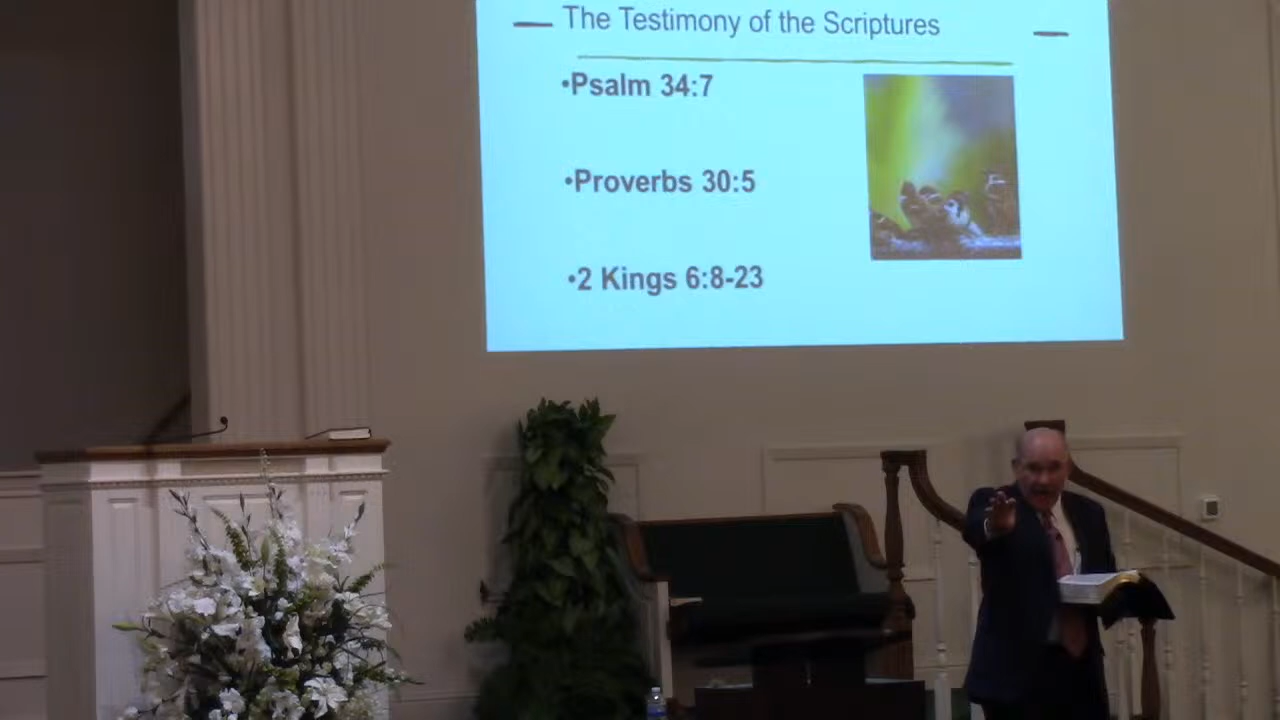 The Testimony of the Scriptures
•Psalm 34:7
•Proverbs 30:5
•2 Kings 6:8-23